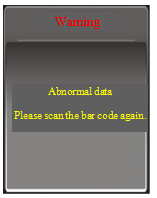 Warning
Abnormal data
Please scan the bar code again.